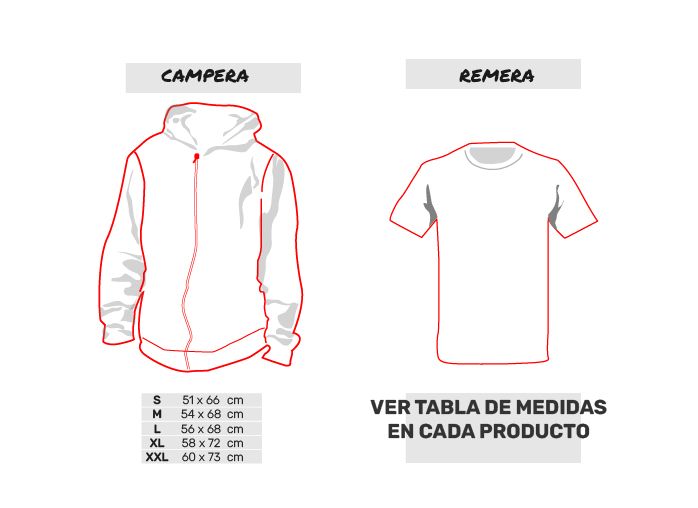 CAMPERA
REMERA
S 51 x 66 cm
M 54 x 68 cm
L 56 x 68 cm
XL 58 x 72 cm
XXL 60 x 73 cm
VER TABLA DE MEDIDAS
EN CADA PRODUCTO